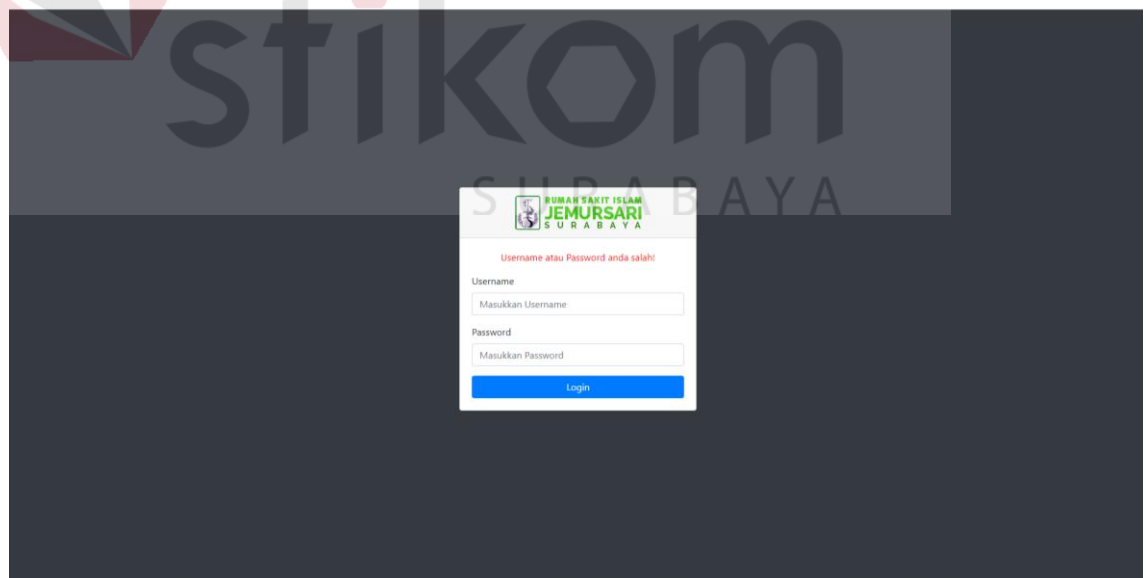 stikom
SURABAYA
RUMAH SAKIT ISLAM
JEMURSARI
SURABAYA
Username atau Password anda salah!
Username
Masukkan Username
Password
Masukkan Password
Login